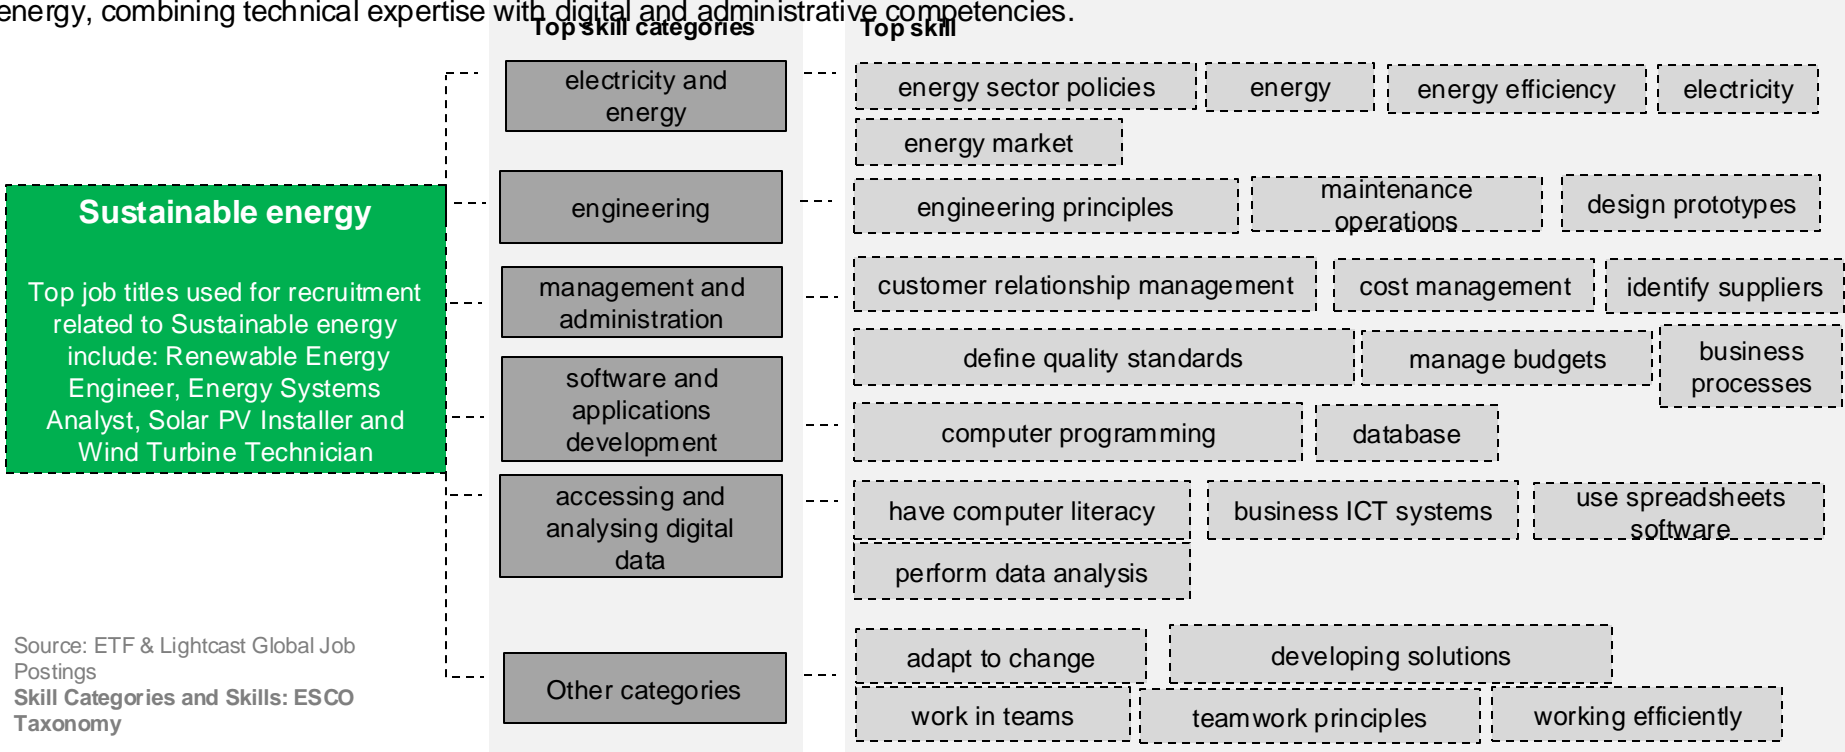 energy, combining technical expertise with digital and administrative competencies.
Top skill categories
Top skill
Sustainable energy
Top job titles used for recruitment
related to Sustainable energy
include: Renewable Energy
Engineer, Energy Systems
Analyst, Solar PV Installer and
Wind Turbine Technician
electricity and
energy
energy sector policies
energy
energy efficiency
electricity
energy market
engineering
engineering principles
maintenance
operations
design prototypes
management and
administration
customer relationship management
cost management
identify suppliers
define quality standards
manage budgets
business
processes
software and
applications
development
computer programming
database
accessing and
analysing digital
data
have computer literacy
business ICT systems
use spreadsheets
software
perform data analysis
Other categories
adapt to change
developing solutions
work in teams
teamwork principles
working efficiently
Source: ETF & Lightcast Global Job
Postings
Skill Categories and Skills: ESCO
Taxonomy